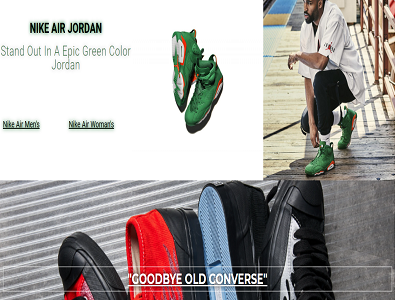 NIKE AIR JORDAN
Stand Out In A Epic Green Color
Jordan
Nike Air Men's
Nike Air Woman's
"GOODBYE OLD CONVERSE"